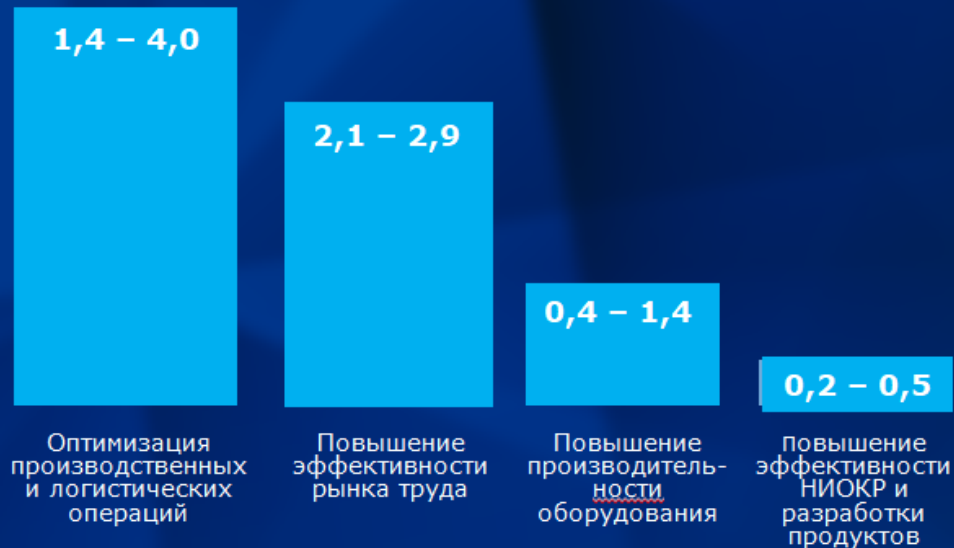 1,4 – 4,0
2,1 – 2,9
0,4 – 1,4
0,2 – 0,5
Оптимизация
производственных
и логистических
операций
Повышение
эффективности
рынка труда
Повышение
производитель-
ности
оборудования
повышение
эффективности
НИОКР и
разработки
продуктов